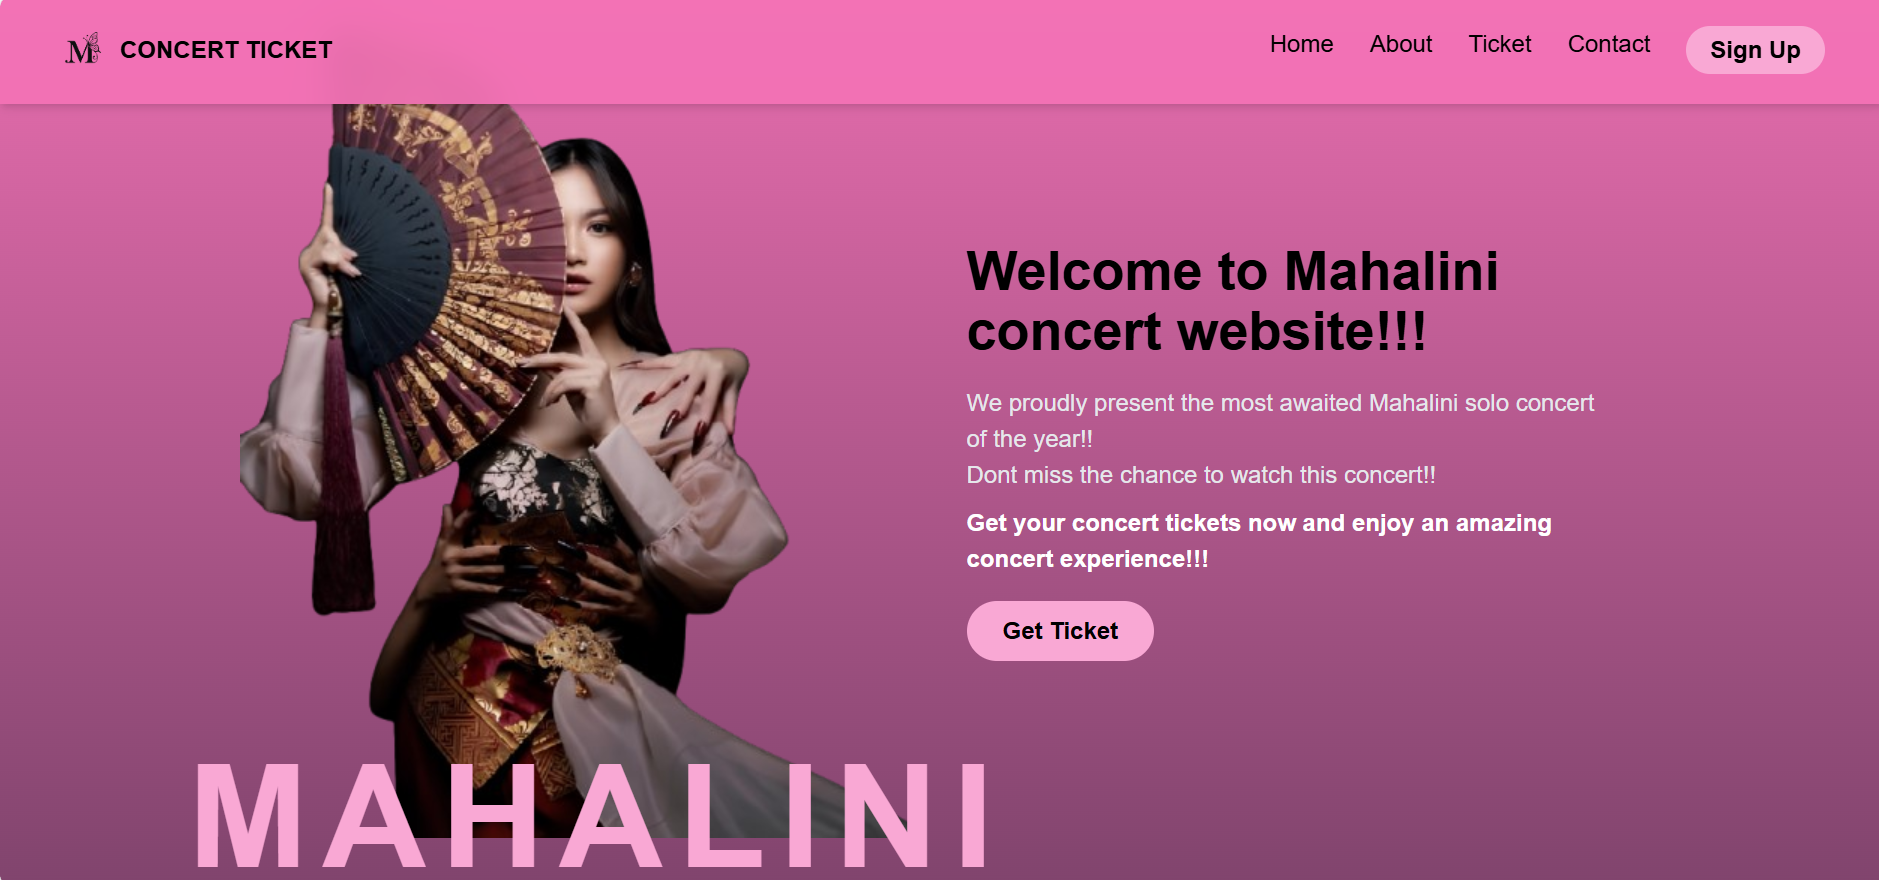 M
CONCERT TICKET
Home
About
Ticket
Contact
Sign Up
Welcome to Mahalini
concert website!!!
We proudly present the most awaited Mahalini solo concert
of the year!!
Dont miss the chance to watch this concert!!
Get your concert tickets now and enjoy an amazing
concert experience!!!
Get Ticket
MAHALINI